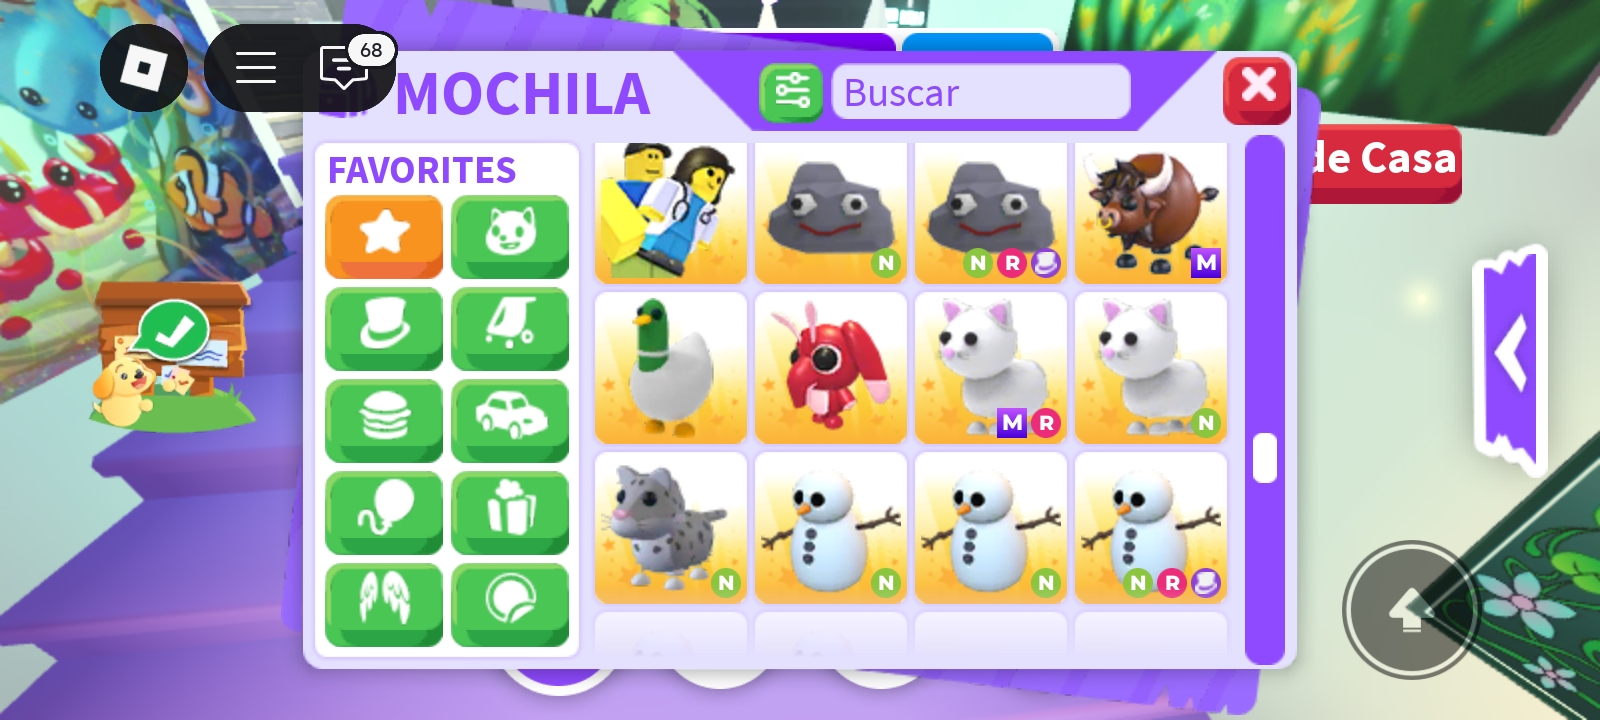 68
MOCHILA
Buscar
FAVORITES
de Casa
N
N R
M
M R
N
N
N
N
N R